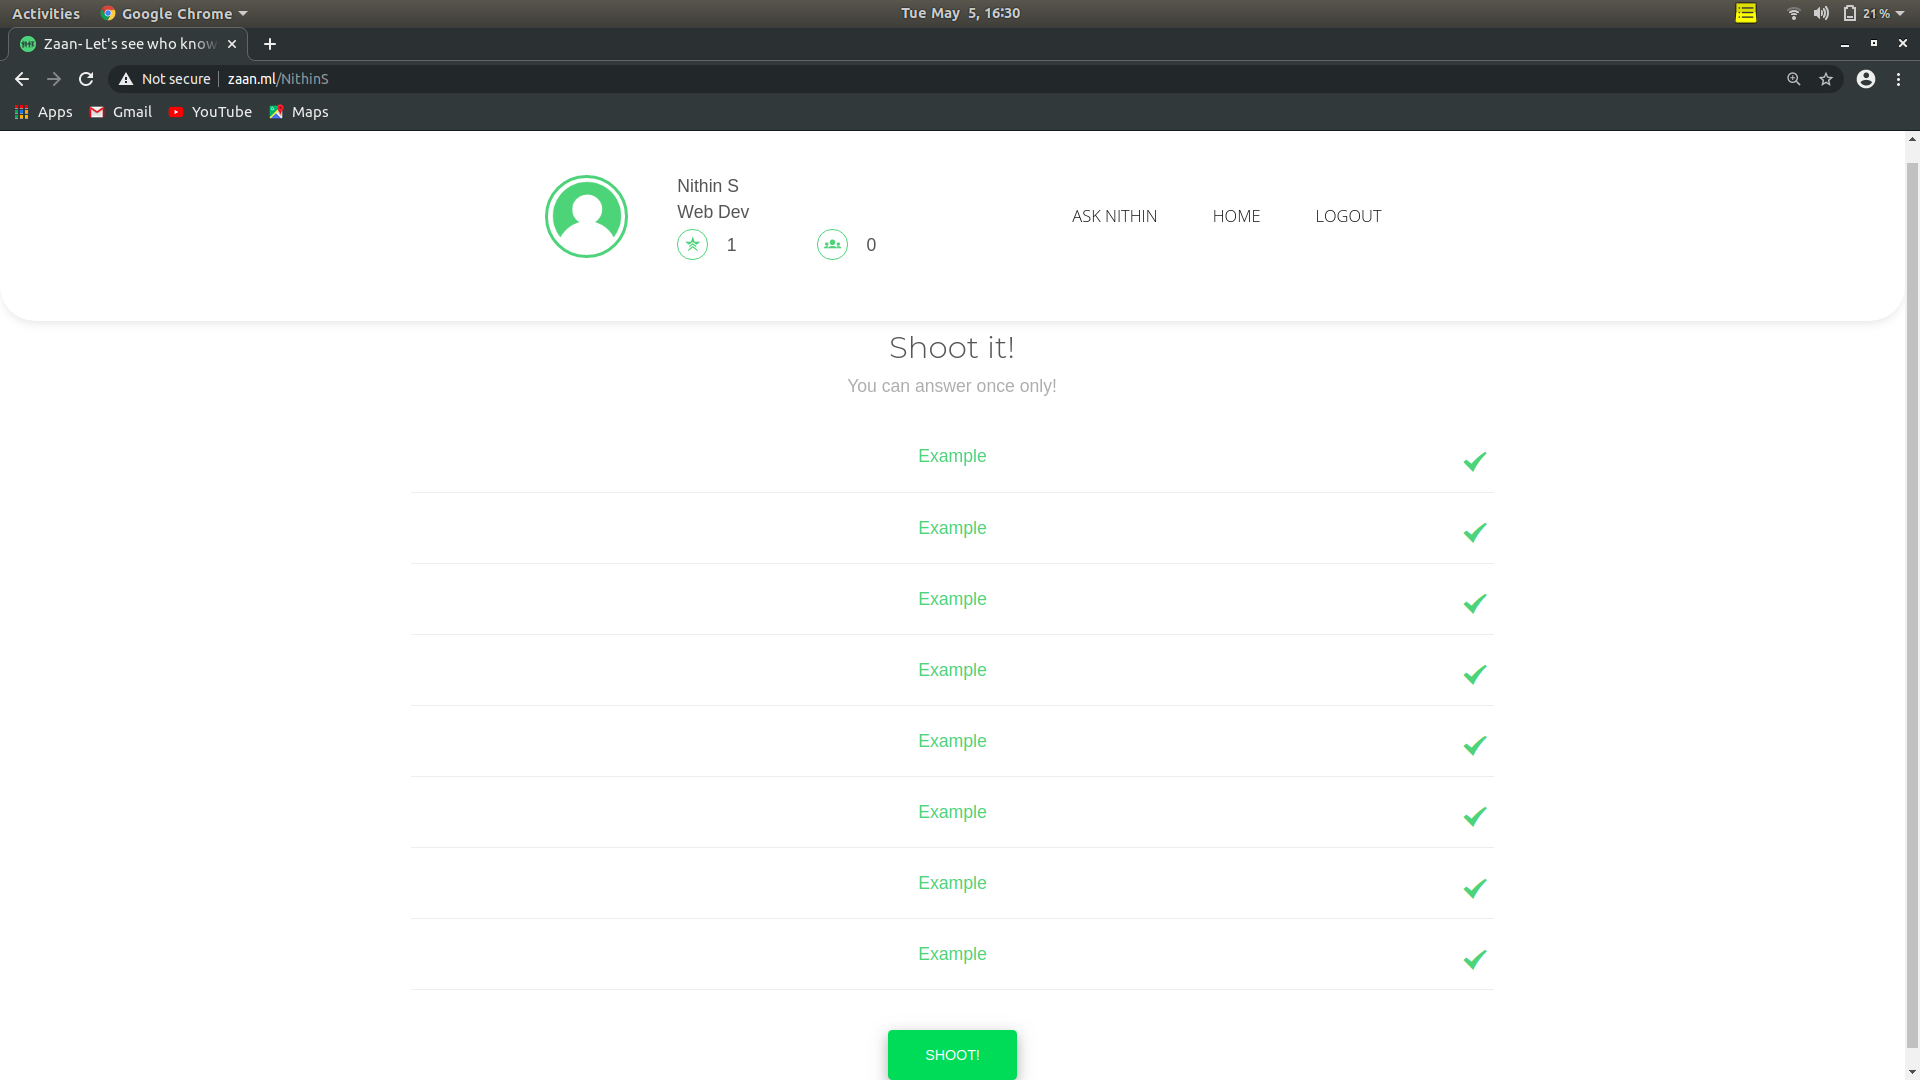 Activities
Google Chrome
Tue May 5, 16:30
21 %
Zaan- Let's see who know
Not secure
zaan.ml/NithinS
Apps
Gmail
YouTube
Maps
Nithin S
Web Dev
1
0
ASK NITHIN
HOME
LOGOUT
Shoot it!
You can answer once only!
Example
Example
Example
Example
Example
Example
Example
Example
SHOOT!